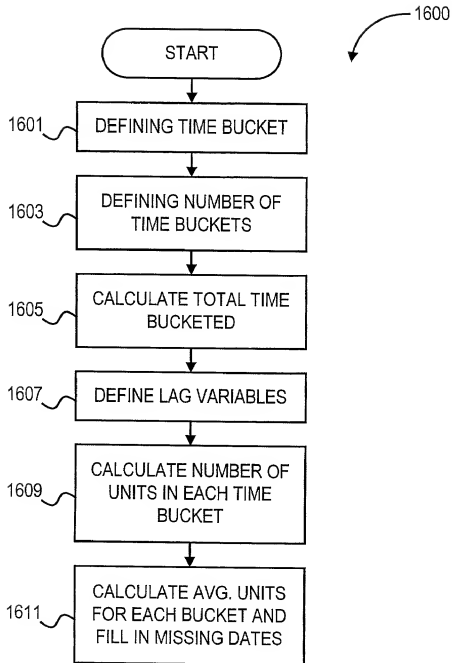 1600
START
1601
DEFINING TIME BUCKET
1603
DEFINING NUMBER OF
TIME BUCKETS
1605
CALCULATE TOTAL TIME
BUCKETED
1607
DEFINE LAG VARIABLES
1609
CALCULATE NUMBER OF
UNITS IN EACH TIME
BUCKET
1611
CALCULATE AVG. UNITS
FOR EACH BUCKET AND
FILL IN MISSING DATES